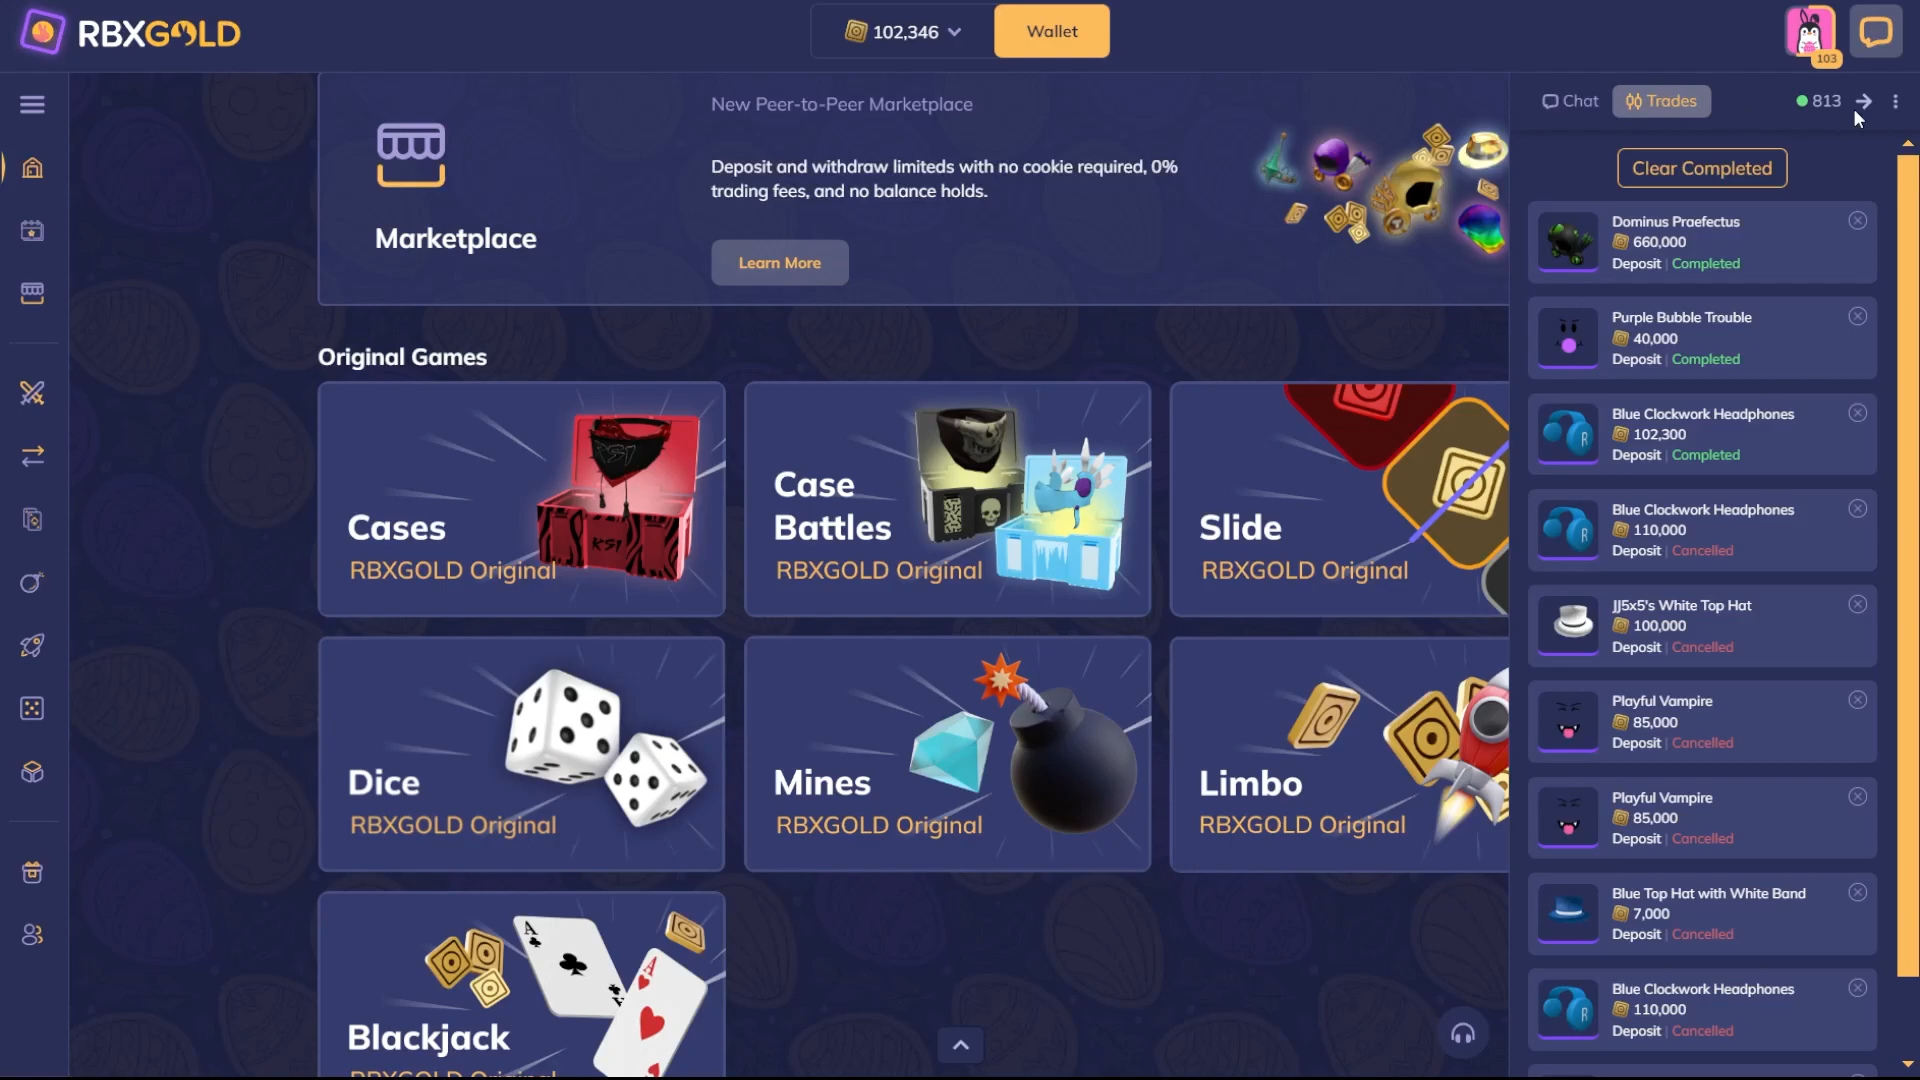 RBXGOLD
102,346
Wallet
103
New Peer-to-Peer Marketplace
Deposit and withdraw limiteds with no cookie required, 0%
trading fees, and no balance holds.
Marketplace
Learn More
Original Games
Cases
RBXGOLD Original
KSI
KSI
Case
Battles
RBXGOLD Original
Slide
RBXGOLD Original
Dice
RBXGOLD Original
Mines
RBXGOLD Original
Limbo
RBXGOLD Original
Blackjack
RBXGOLD Original
A
A
Chat
Trades
813
Clear Completed
Dominus Praefectus
660,000
Deposit | Completed
Purple Bubble Trouble
40,000
Deposit | Completed
Blue Clockwork Headphones
102,300
Deposit | Completed
R
Blue Clockwork Headphones
110,000
Deposit | Cancelled
R
JJ5x5's White Top Hat
100,000
Deposit | Cancelled
Playful Vampire
85,000
Deposit | Cancelled
Playful Vampire
85,000
Deposit | Cancelled
Blue Top Hat with White Band
7,000
Deposit | Cancelled
Blue Clockwork Headphones
110,000
Deposit | Cancelled
R